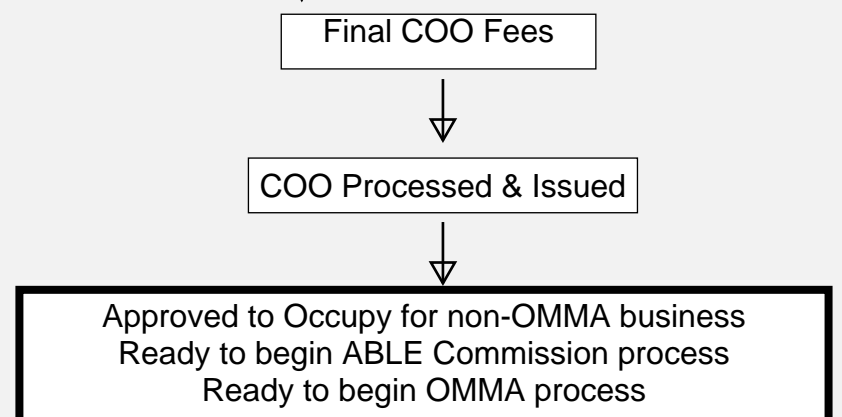 Final COO Fees
COO Processed & Issued
Approved to Occupy for non-OMMA business
Ready to begin ABLE Commission process
Ready to begin OMMA process